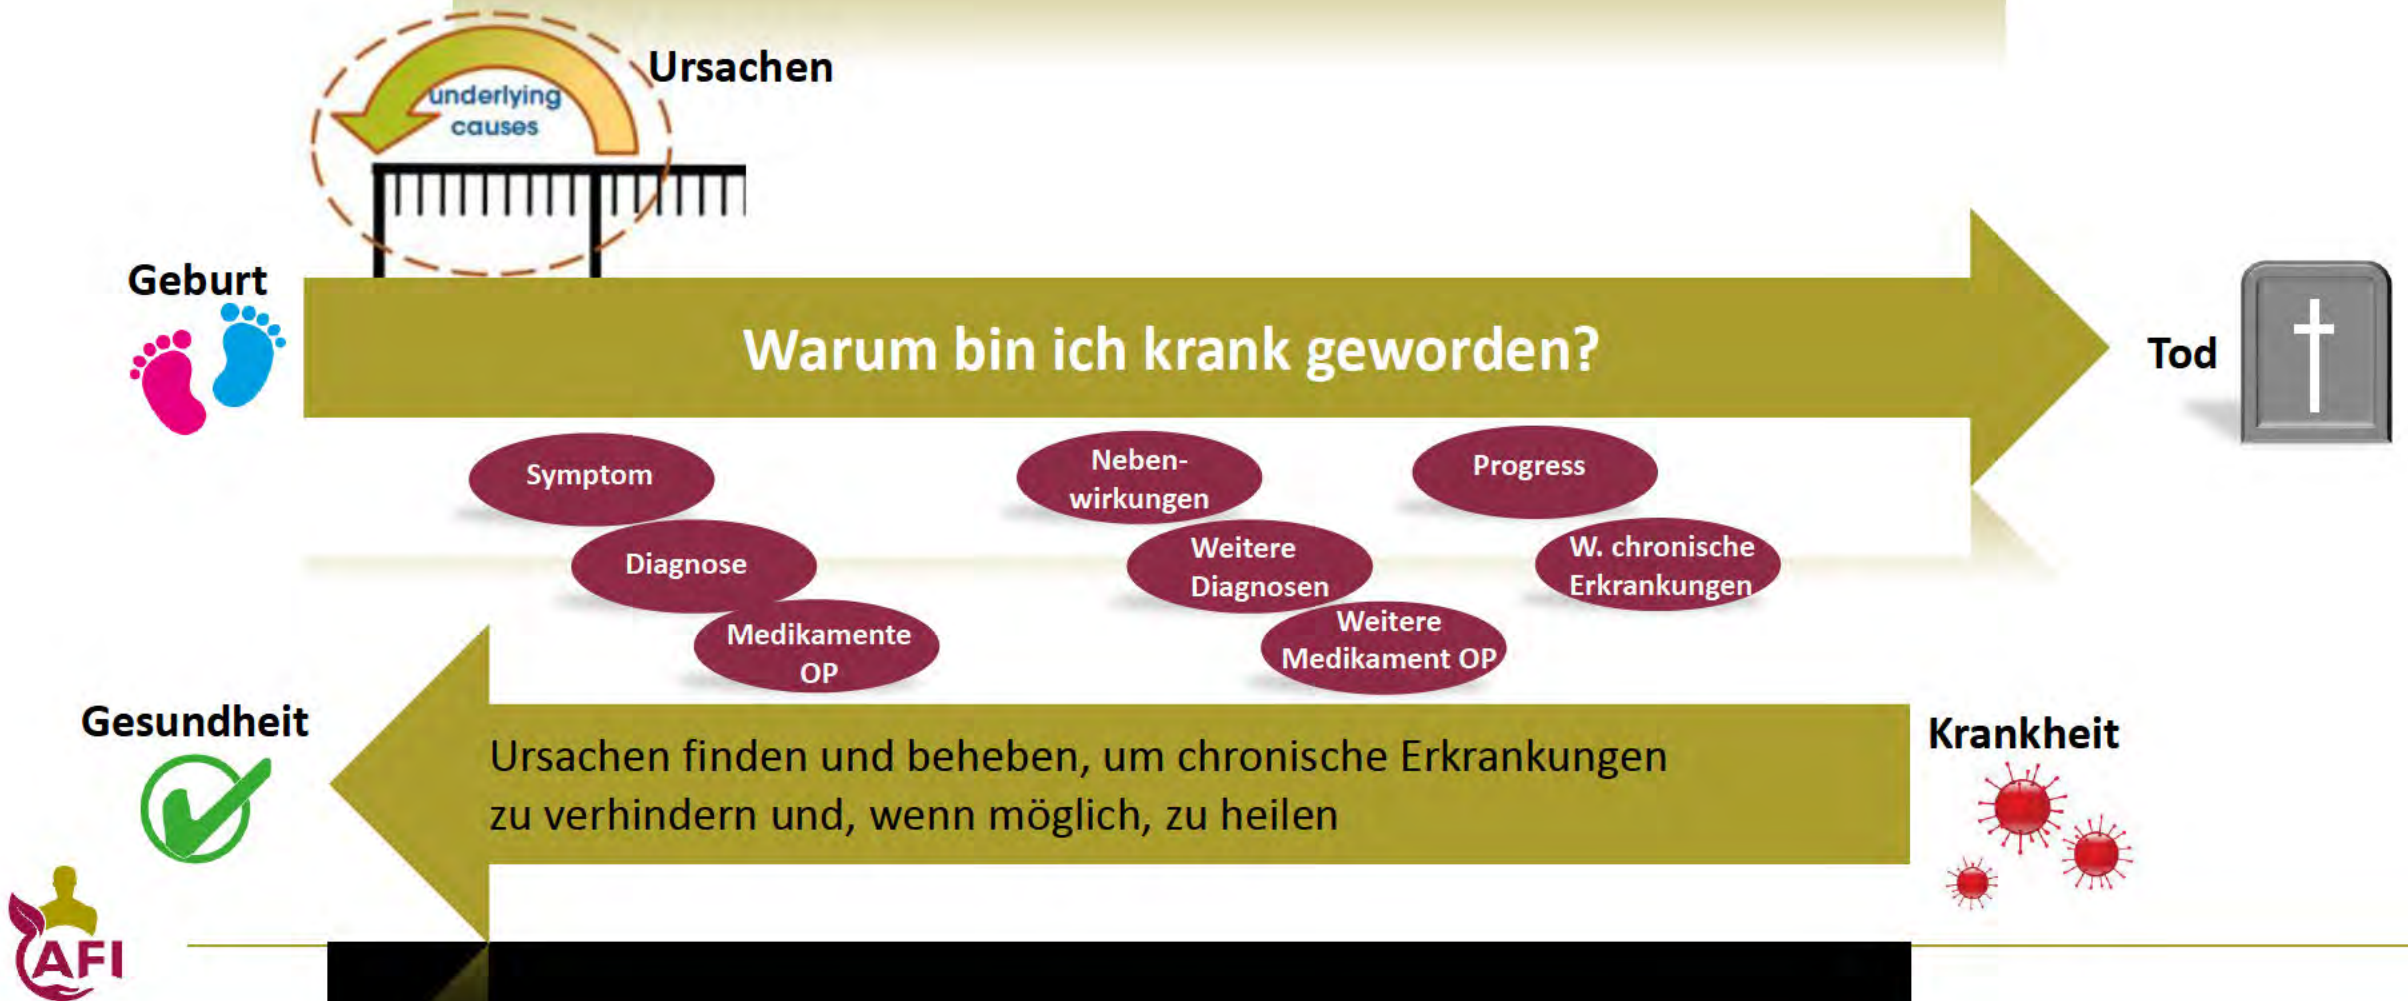 Ursachen
underlying
causes
Geburt
Warum bin ich krank geworden?
Tod
Symptom
Diagnose
Medikamente
OP
Neben-
wirkungen
Weitere
Diagnosen
Weitere
Medikament OP
Progress
W. chronische
Erkrankungen
Gesundheit
Krankheit
Ursachen finden und beheben, um chronische Erkrankungen
zu verhindern und, wenn möglich, zu heilen
AFI